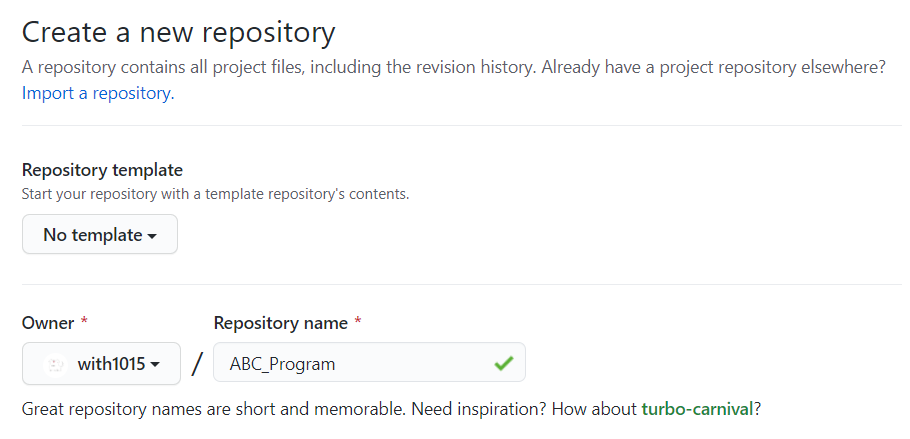 Create a new repository
A repository contains all project files, including the revision history. Already have a project repository elsewhere?
Import a repository.
Repository template
Start your repository with a template repository's contents.
No template
Owner *
Repository name *
with1015 / ABC_Program
Great repository names are short and memorable. Need inspiration? How about turbo-carnival?